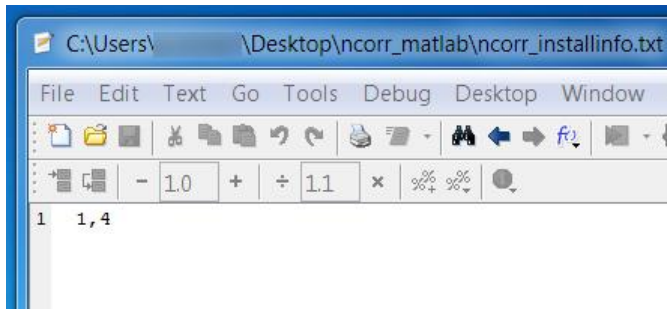 C:\Users\ \Desktop\ncorr_matlab\ncorr_installinfo.txt
File Edit Text Go Tools Debug Desktop Window
- 1.0 + ÷ 1.1 ×
1 1,4